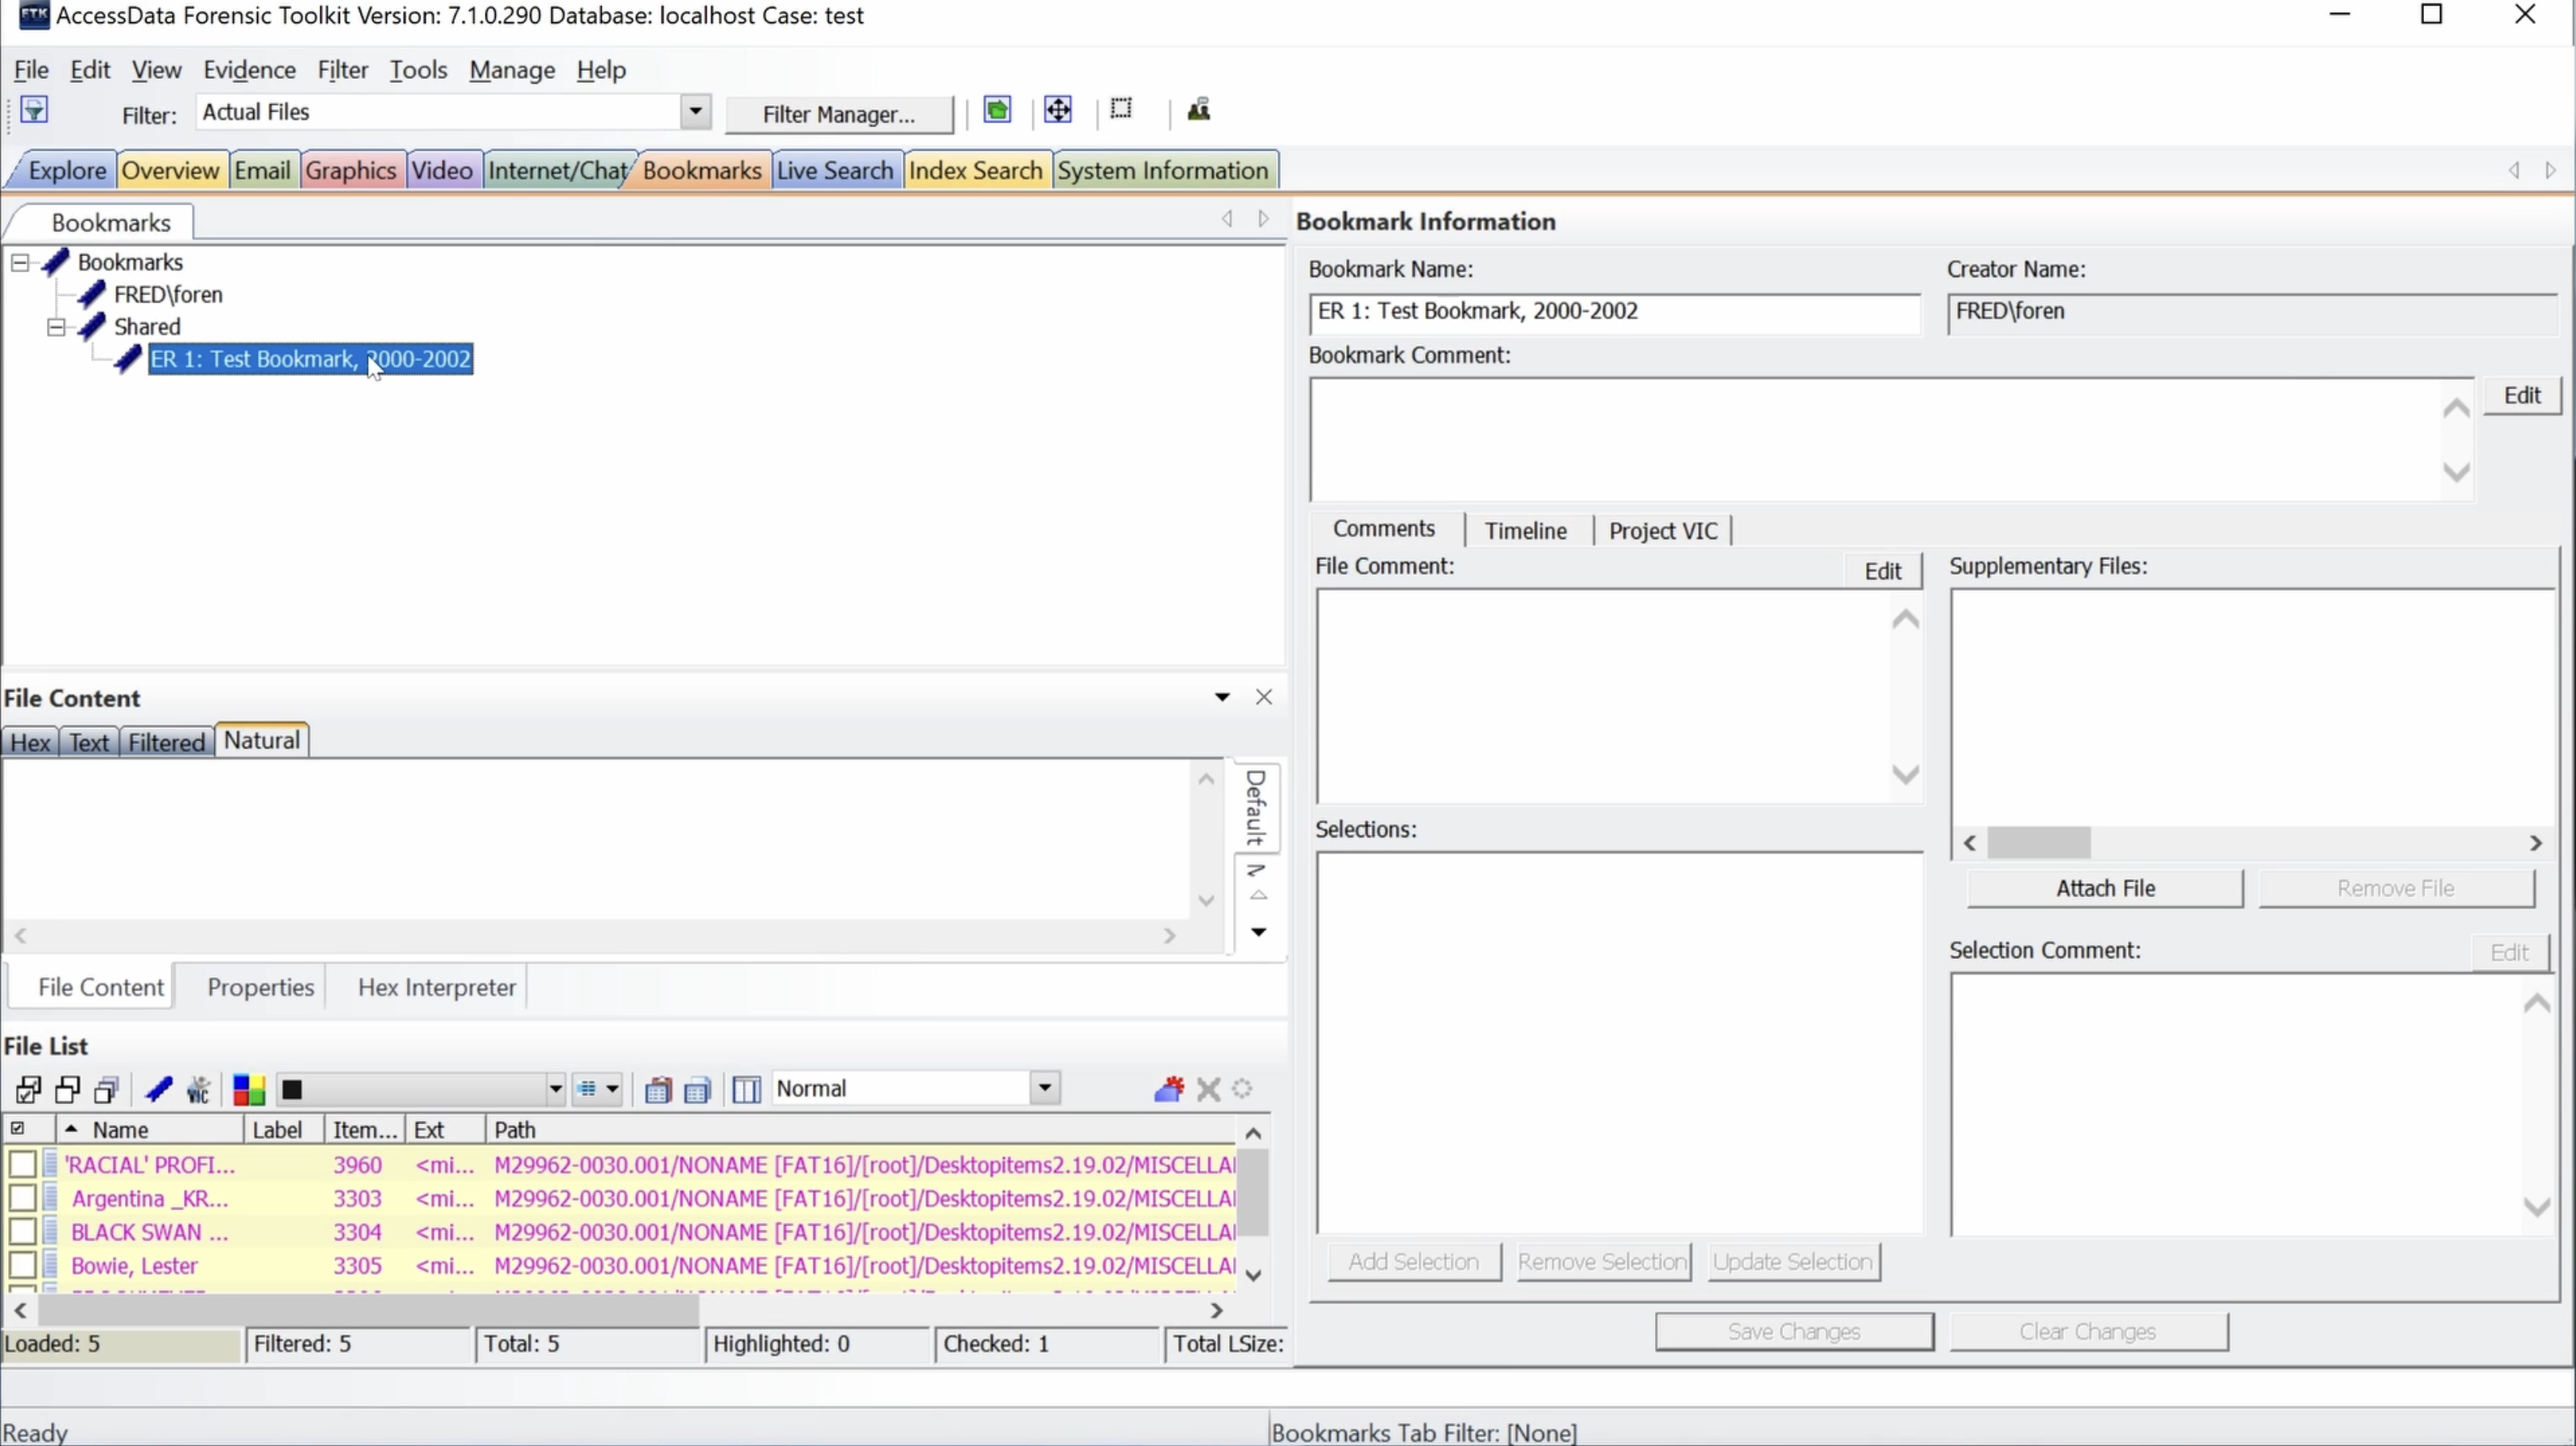 AccessData Forensic Toolkit Version: 7.1.0.290 Database: localhost Case: test
File Edit View Evidence Filter Tools Manage Help
Filter: Actual Files Filter Manager...
Explore Overview Email Graphics Video Internet/Chat Bookmarks Live Search Index Search System Information
Bookmarks
Bookmarks
FRED\foren
Shared
ER 1: Test Bookmark, 2000-2002
Bookmark Information
Bookmark Name: Creator Name:
ER 1: Test Bookmark, 2000-2002 FRED\foren
Bookmark Comment:
Edit
Comments Timeline Project VIC
File Comment: Edit Supplementary Files:
Selections:
Attach File Remove File
Selection Comment: Edit
Add Selection Remove Selection Update Selection
Save Changes Clear Changes
File Content
Hex Text Filtered Natural
Default
File Content Properties Hex Interpreter
File List
Normal
Name Label Item... Ext Path
'RACIAL' PROFI... 3960 <mi... M29962-0030.001/NONAME [FAT16]/[root]/Desktopitems2.19.02/MISCELLA
Argentina _KR... 3303 <mi... M29962-0030.001/NONAME [FAT16]/[root]/Desktopitems2.19.02/MISCELLA
BLACK SWAN ... 3304 <mi... M29962-0030.001/NONAME [FAT16]/[root]/Desktopitems2.19.02/MISCELLA
Bowie, Lester 3305 <mi... M29962-0030.001/NONAME [FAT16]/[root]/Desktopitems2.19.02/MISCELLA
Loaded: 5 Filtered: 5 Total: 5 Highlighted: 0 Checked: 1 Total LSize:
Ready Bookmarks Tab Filter: [None]